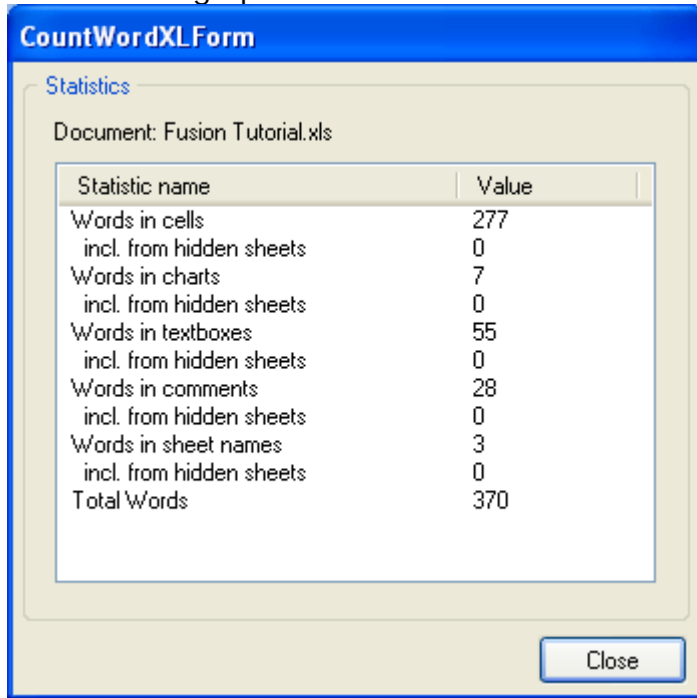 CountWordXLForm
Statistics
Document: Fusion Tutorial.xls
Statistic name Value
Words in cells 277
incl. from hidden sheets 0
Words in charts 7
incl. from hidden sheets 0
Words in textboxes 55
incl. from hidden sheets 0
Words in comments 28
incl. from hidden sheets 0
Words in sheet names 3
incl. from hidden sheets 0
Total Words 370
Close